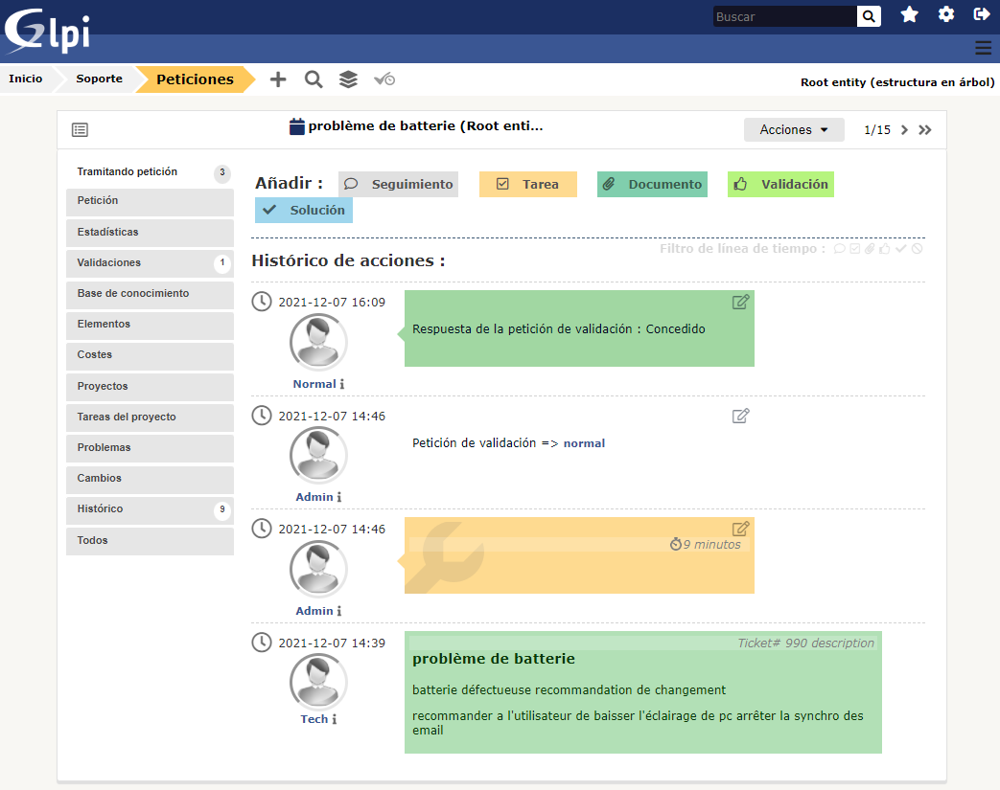 Glpi
Buscar
Inicio
Soporte
Peticiones
Root entity (estructura en árbol)
problème de batterie (Root enti...
Acciones
1/15
Tramitando petición 3
Petición
Estadísticas
Validaciones 1
Base de conocimiento
Elementos
Costes
Proyectos
Tareas del proyecto
Problemas
Cambios
Histórico 9
Todos
Añadir :
Seguimiento
Tarea
Documento
Validación
Solución
Filtro de línea de tiempo :
Histórico de acciones :
2021-12-07 16:09
Respuesta de la petición de validación : Concedido
Normal
2021-12-07 14:46
Petición de validación => normal
Admin
2021-12-07 14:46
9 minutos
Admin
2021-12-07 14:39
Ticket# 990 description
problème de batterie
batterie défectueuse recommandation de changement
recommander a l'utilisateur de baisser l'éclairage de pc arrêter la synchro des
email
Tech